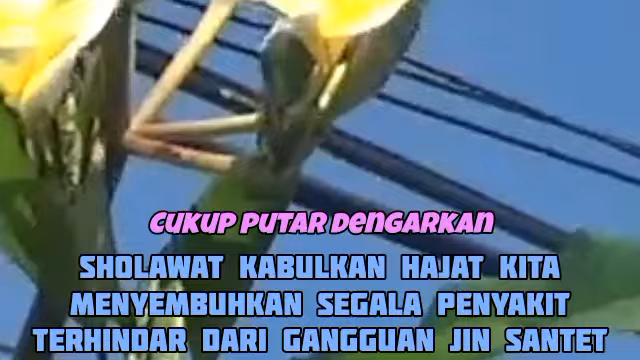 CUKUP PUTAR DENGARKAN
SHOLAWAT KABULKAN HAJAT KITA
MENYEMBUHKAN SEGALA PENYAKIT
TERHINDAR DARI GANGGUAN JIN SANTET